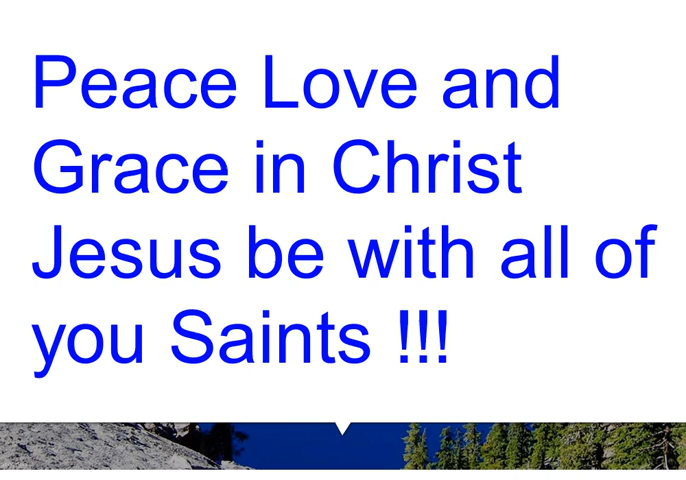 Peace Love and
Grace in Christ
Jesus be with all of
you Saints !!!